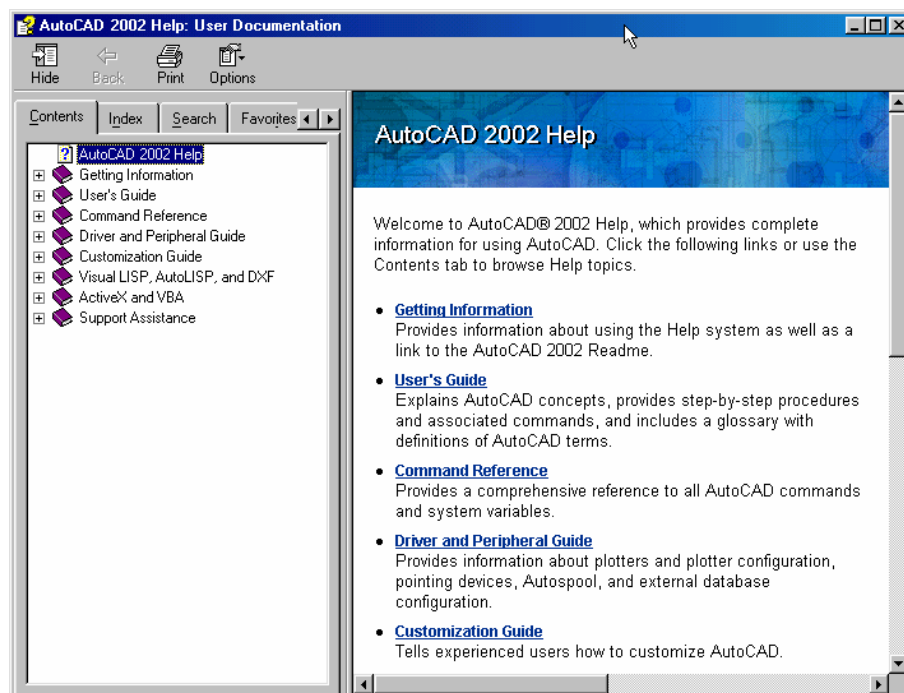 AutoCAD 2002 Help: User Documentation
Hide Back Print Options
Contents Index Search Favorites
AutoCAD 2002 Help
Getting Information
User's Guide
Command Reference
Driver and Peripheral Guide
Customization Guide
Visual LISP, AutoLISP, and DXF
ActiveX and VBA
Support Assistance
AutoCAD 2002 Help
Welcome to AutoCAD® 2002 Help, which provides complete
information for using AutoCAD. Click the following links or use the
Contents tab to browse Help topics.
• Getting Information
Provides information about using the Help system as well as a
link to the AutoCAD 2002 Readme.
• User's Guide
Explains AutoCAD concepts, provides step-by-step procedures
and associated commands, and includes a glossary with
definitions of AutoCAD terms.
• Command Reference
Provides a comprehensive reference to all AutoCAD commands
and system variables.
• Driver and Peripheral Guide
Provides information about plotters and plotter configuration,
pointing devices, Autospool, and external database
configuration.
• Customization Guide
Tells experienced users how to customize AutoCAD.